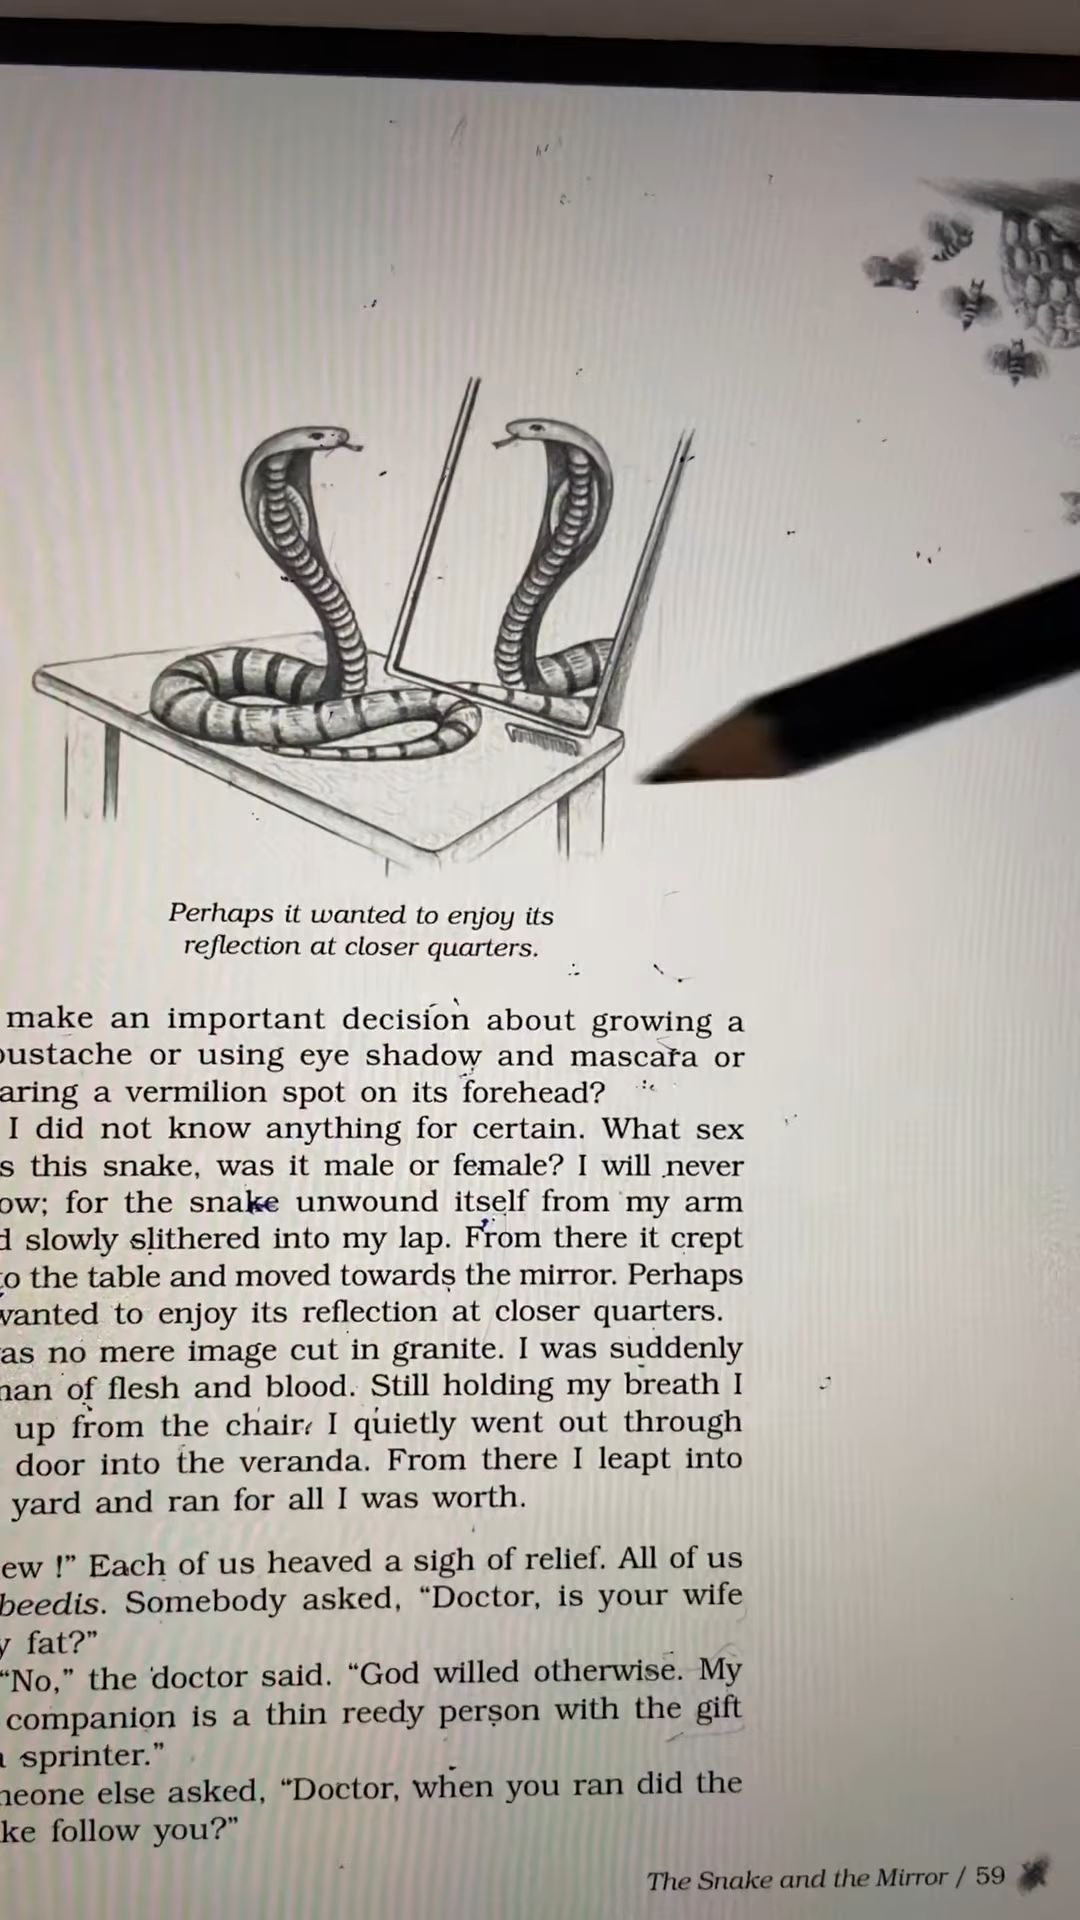 Perhaps it wanted to enjoy its
reflection at closer quarters.
make an important decision about growing a
oustache or using eye shadow and mascara or
aring a vermilion spot on its forehead?
I did not know anything for certain. What sex
s this snake, was it male or female? I will never
ow; for the snake unwound itself from my arm
d slowly slithered into my lap. From there it crept
to the table and moved towards the mirror. Perhaps
wanted to enjoy its reflection at closer quarters.
as no mere image cut in granite. I was suddenly
man of flesh and blood. Still holding my breath I
up from the chair. I quietly went out through
door into the veranda. From there I leapt into
yard and ran for all I was worth.
ew !” Each of us heaved a sigh of relief. All of us
beedis. Somebody asked, “Doctor, is your wife
y fat?”
“No,” the doctor said. “God willed otherwise. My
companion is a thin reedy person with the gift
a sprinter.”
meone else asked, “Doctor, when you ran did the
ke follow you?”
The Snake and the Mirror / 59